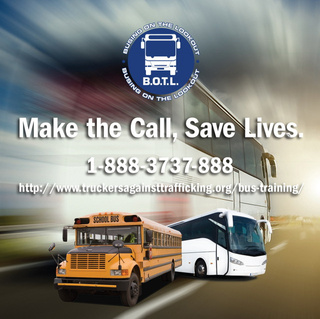 BUSING ON THE LOOKOUT
B.O.T.L.
BUSING ON THE LOOKOUT
Make the Call, Save Lives.
1-888-3737-888
http://www.truckersagainsttrafficking.org/bus-training/
SCHOOL BUS